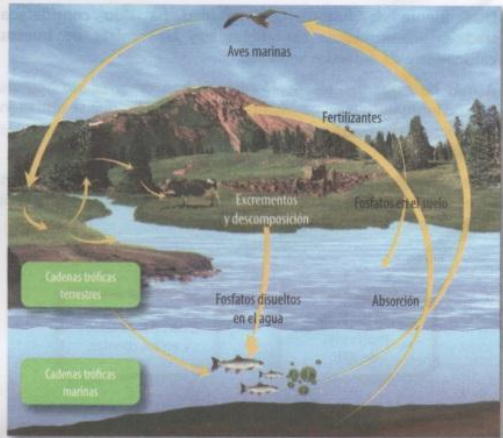 Aves marinas
Fertilizantes
Excrementos
y descomposición
Fosfatos en el suelo
Cadenas tróficas
terrestres
Fosfatos disueltos
en el agua
Absorción
Cadenas tróficas
marinas